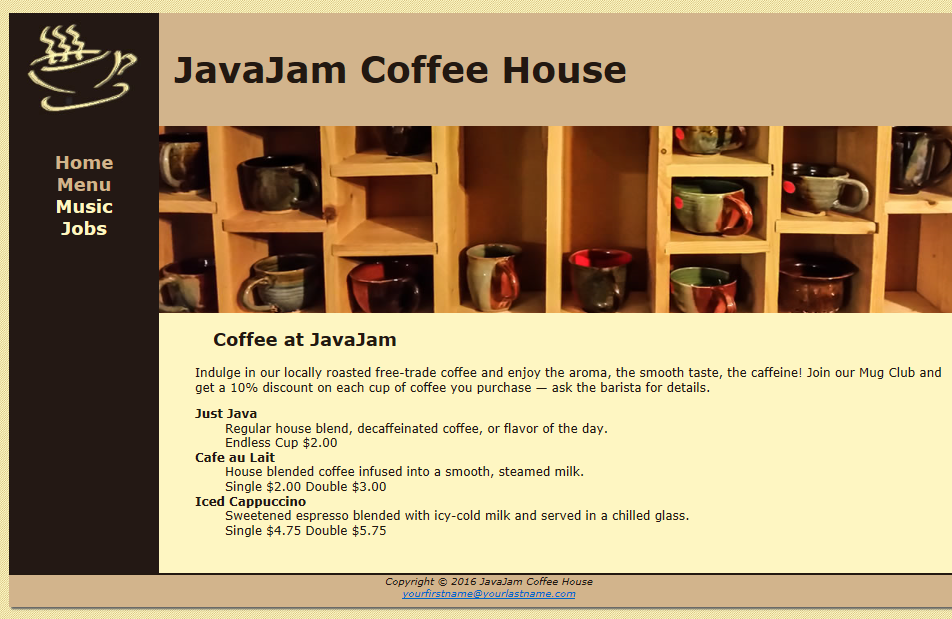 JavaJam Coffee House
Home
Menu
Music
Jobs
Coffee at JavaJam
Indulge in our locally roasted free-trade coffee and enjoy the aroma, the smooth taste, the caffeine! Join our Mug Club and
get a 10% discount on each cup of coffee you purchase — ask the barista for details.
Just Java
Regular house blend, decaffeinated coffee, or flavor of the day.
Endless Cup $2.00
Cafe au Lait
House blended coffee infused into a smooth, steamed milk.
Single $2.00 Double $3.00
Iced Cappuccino
Sweetened espresso blended with icy-cold milk and served in a chilled glass.
Single $4.75 Double $5.75
Copyright © 2016 JavaJam Coffee House
yourfirstname@yourlastname.com